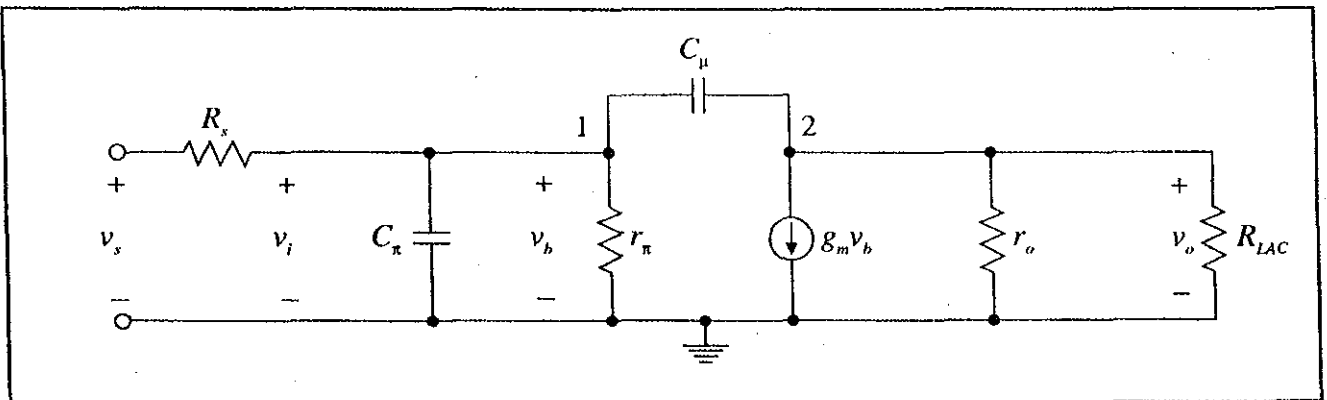 C_μ
R_s
1
2
+
+
+
+
v_s
v_i
C_π
v_b
r_π
g_m v_b
r_o
v_o
R_LAC
−
−
−
−